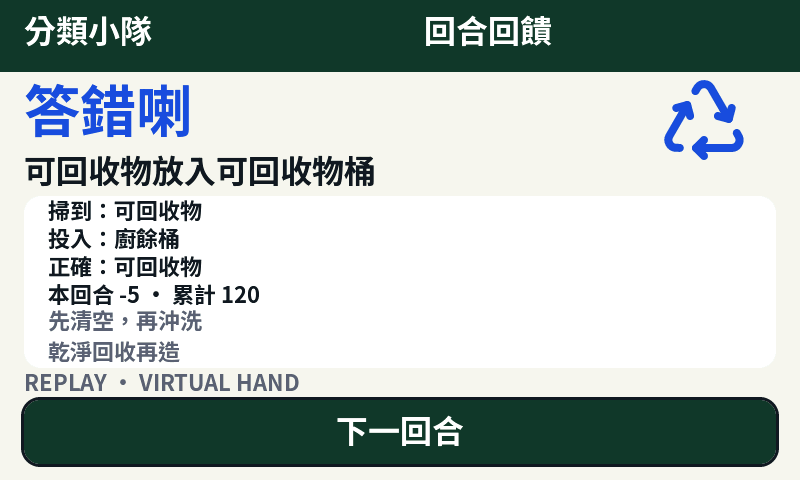 分類小隊
回合回饋
答錯喇
可回收物放入可回收物桶
掃到：可回收物
投入：廚餘桶
正確：可回收物
本回合 -5 · 累計 120
先清空，再沖洗
乾淨回收再造
REPLAY · VIRTUAL HAND
下一回合